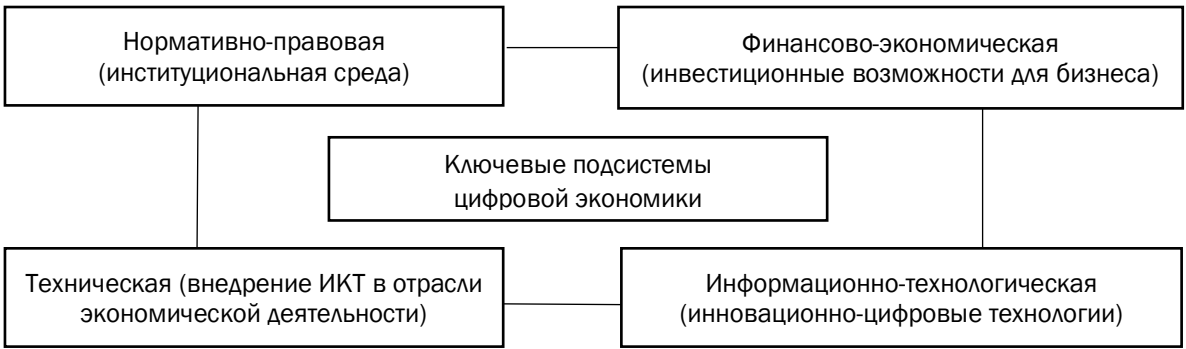 Нормативно-правовая
(институциональная среда)
Финансово-экономическая
(инвестиционные возможности для бизнеса)
Ключевые подсистемы
цифровой экономики
Техническая (внедрение ИКТ в отрасли
экономической деятельности)
Информационно-технологическая
(инновационно-цифровые технологии)